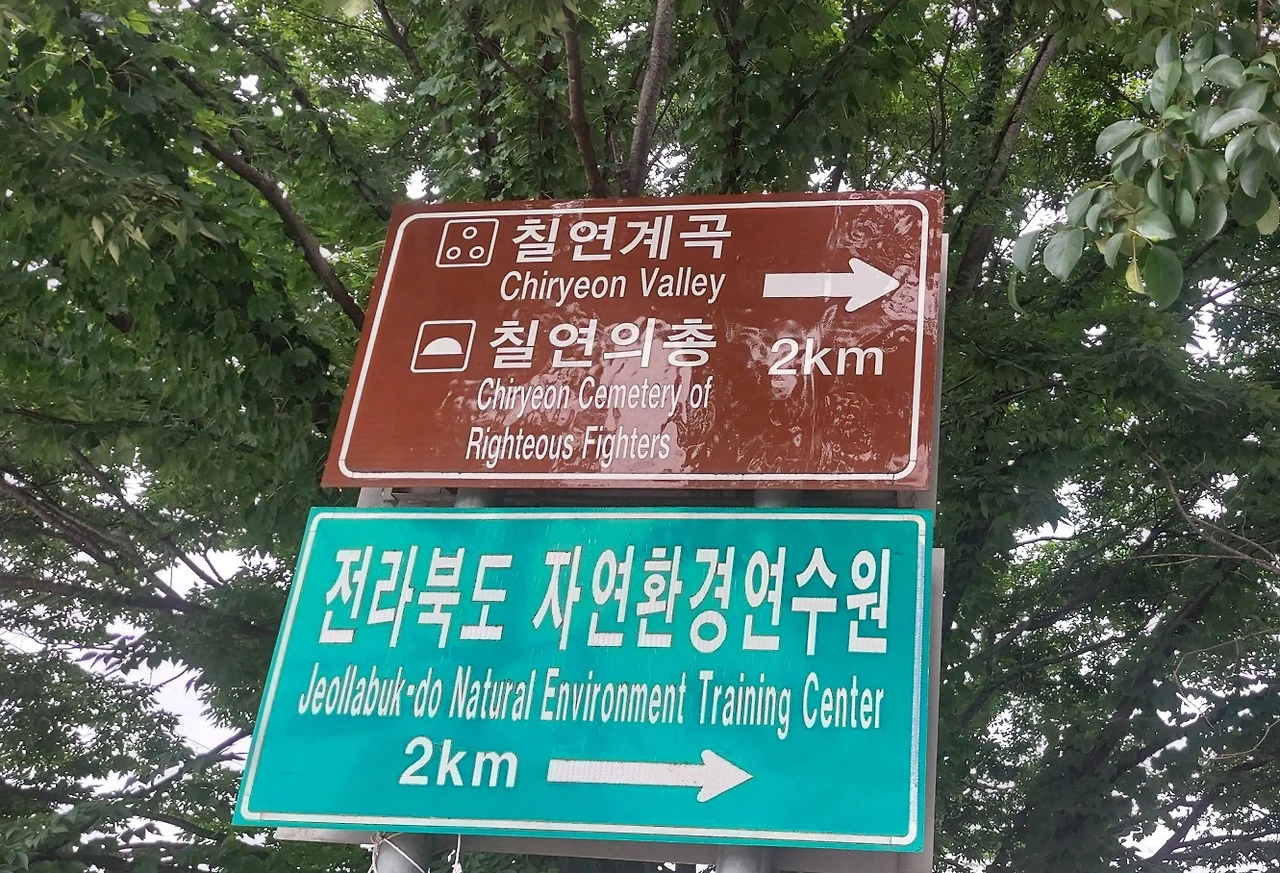 칠연계곡
Chiryeon Valley
칠연의총 2km
Chiryeon Cemetery of
Righteous Fighters
전라북도 자연환경연수원
Jeollabuk-do Natural Environment Training Center
2km